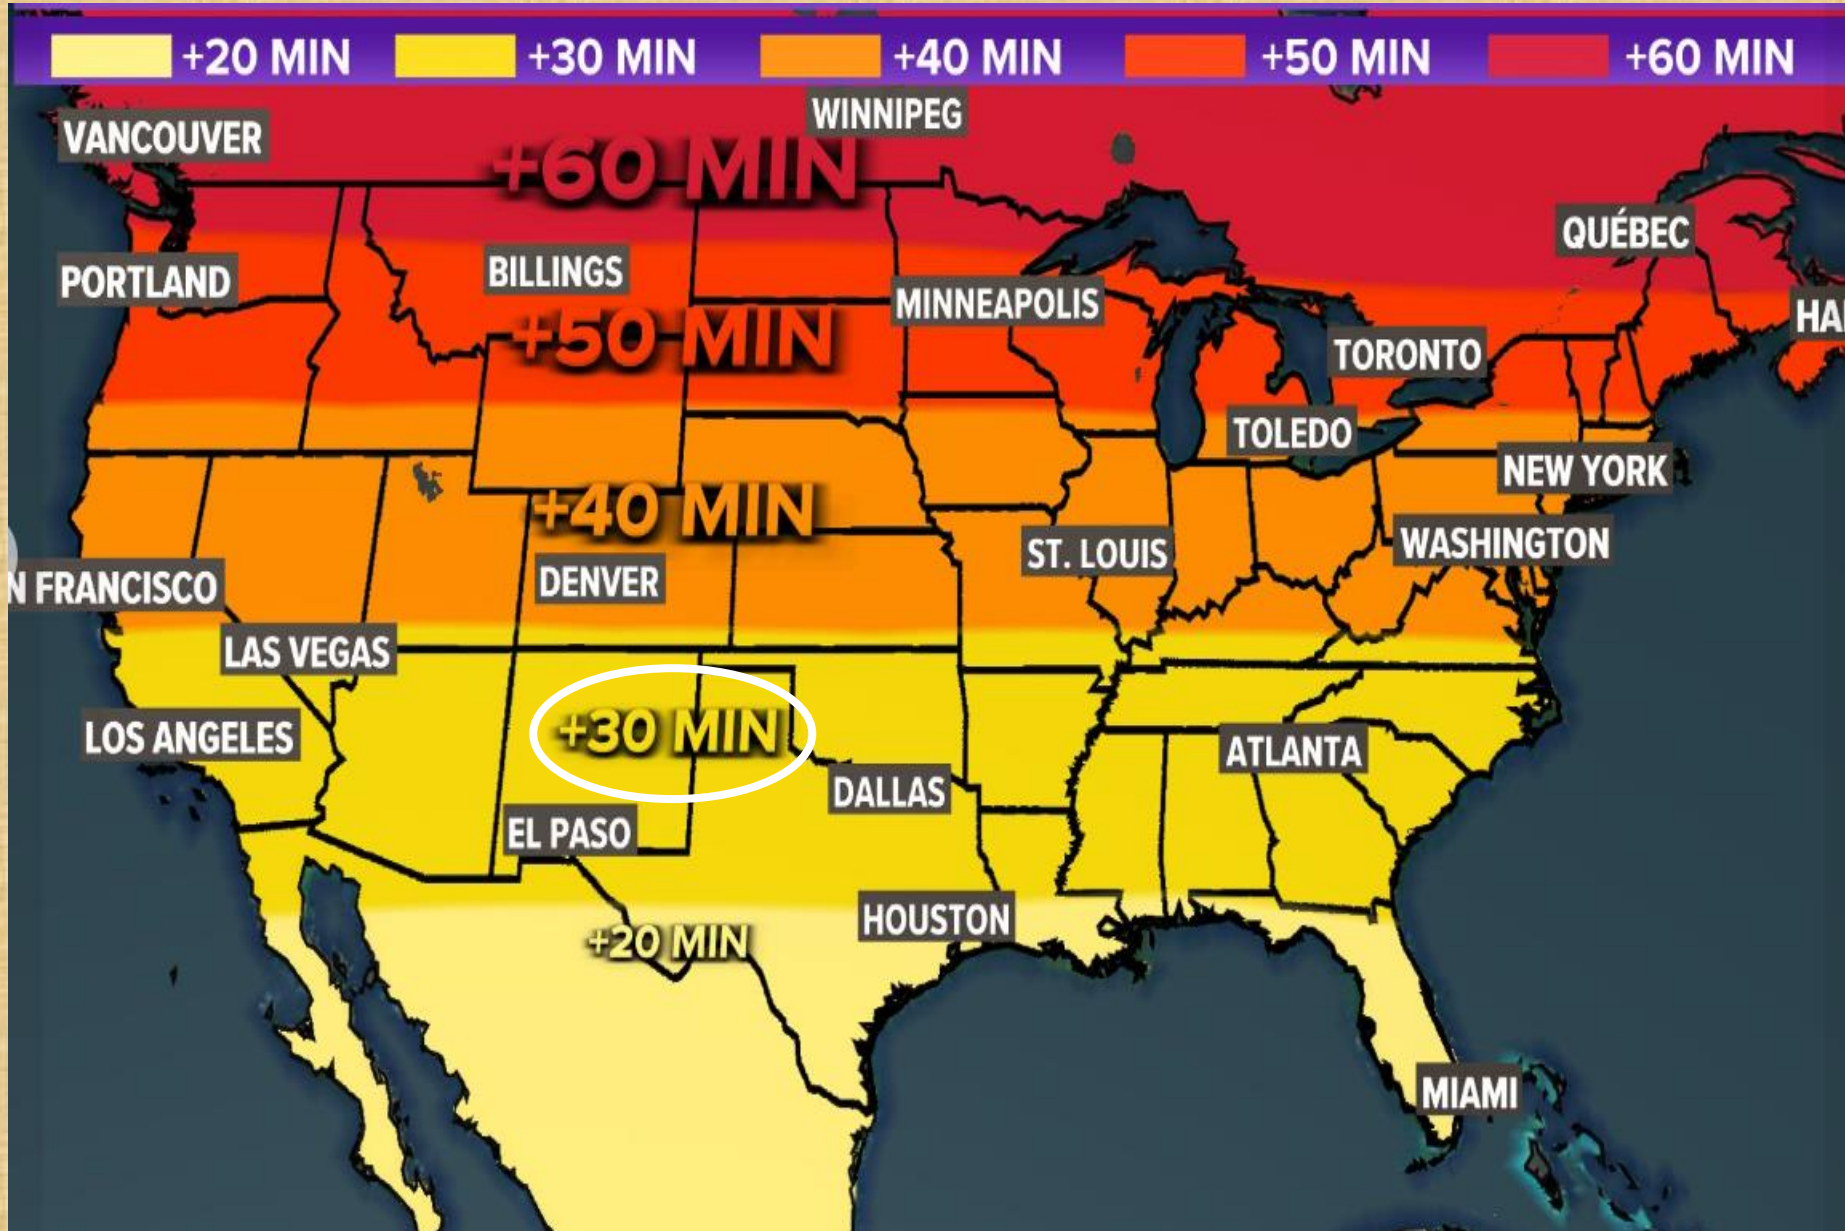 +20 MIN +30 MIN +40 MIN +50 MIN +60 MIN
WINNIPEG
VANCOUVER
+60 MIN
QUÉBEC
BILLINGS
PORTLAND
MINNEAPOLIS
HA
+50 MIN
TORONTO
TOLEDO
NEW YORK
+40 MIN
WASHINGTON
ST. LOUIS
DENVER
N FRANCISCO
LAS VEGAS
+30 MIN
LOS ANGELES
ATLANTA
DALLAS
EL PASO
HOUSTON
+20 MIN
MIAMI